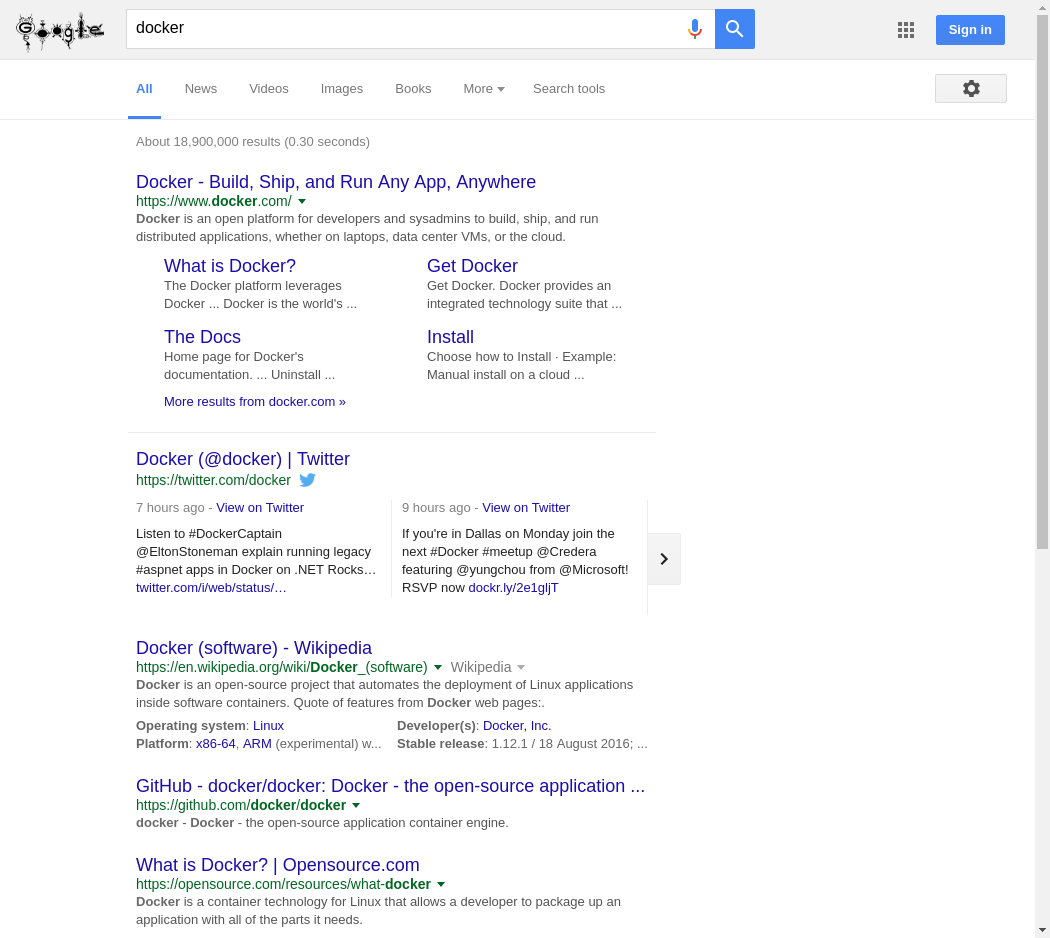 Google
docker
Sign in
All News Videos Images Books More Search tools
About 18,900,000 results (0.30 seconds)
Docker - Build, Ship, and Run Any App, Anywhere
https://www.docker.com/
Docker is an open platform for developers and sysadmins to build, ship, and run
distributed applications, whether on laptops, data center VMs, or the cloud.
What is Docker?
The Docker platform leverages
Docker ... Docker is the world's ...
Get Docker
Get Docker. Docker provides an
integrated technology suite that ...
The Docs
Home page for Docker's
documentation. ... Uninstall ...
Install
Choose how to Install · Example:
Manual install on a cloud ...
More results from docker.com »
Docker (@docker) | Twitter
https://twitter.com/docker
7 hours ago - View on Twitter
Listen to #DockerCaptain
@EltonStoneman explain running legacy
#aspnet apps in Docker on .NET Rocks…
twitter.com/i/web/status/…
9 hours ago - View on Twitter
If you're in Dallas on Monday join the
next #Docker #meetup @Credera
featuring @yungchou from @Microsoft!
RSVP now dockr.ly/2e1gljT
Docker (software) - Wikipedia
https://en.wikipedia.org/wiki/Docker_(software) Wikipedia
Docker is an open-source project that automates the deployment of Linux applications
inside software containers. Quote of features from Docker web pages:.
Operating system: Linux
Developer(s): Docker, Inc.
Platform: x86-64, ARM (experimental) w...
Stable release: 1.12.1 / 18 August 2016; ...
GitHub - docker/docker: Docker - the open-source application ...
https://github.com/docker/docker
docker - Docker - the open-source application container engine.
What is Docker? | Opensource.com
https://opensource.com/resources/what-docker
Docker is a container technology for Linux that allows a developer to package up an
application with all of the parts it needs.